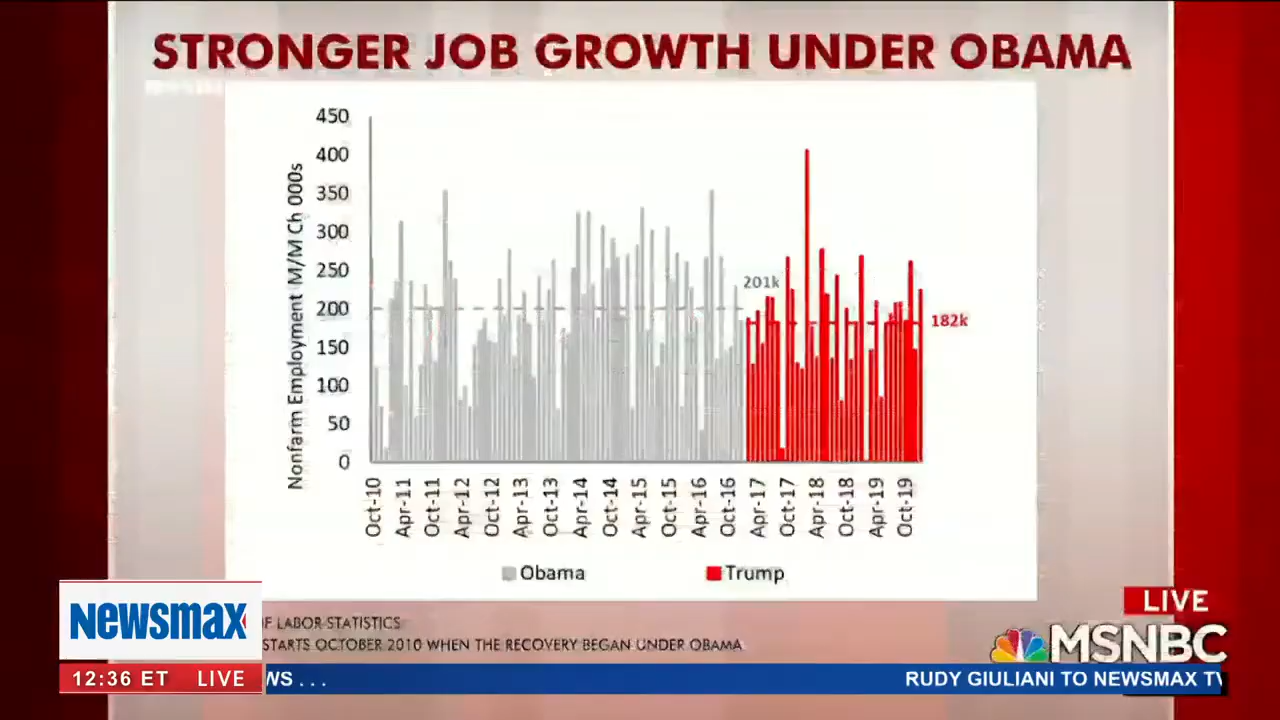 STRONGER JOB GROWTH UNDER OBAMA
Nonfarm Employment M/M Ch 000s
450
400
350
300
250
200
150
100
50
0
201k
182k
Oct-10
Apr-11
Oct-11
Apr-12
Oct-12
Apr-13
Oct-13
Apr-14
Oct-14
Apr-15
Oct-15
Apr-16
Oct-16
Apr-17
Oct-17
Apr-18
Oct-18
Apr-19
Oct-19
Obama
Trump
OF LABOR STATISTICS
STARTS OCTOBER 2010 WHEN THE RECOVERY BEGAN UNDER OBAMA
LIVE
MSNBC
NEWSMAX
12:36 ET LIVE
WS . . .
RUDY GIULIANI TO NEWSMAX TV